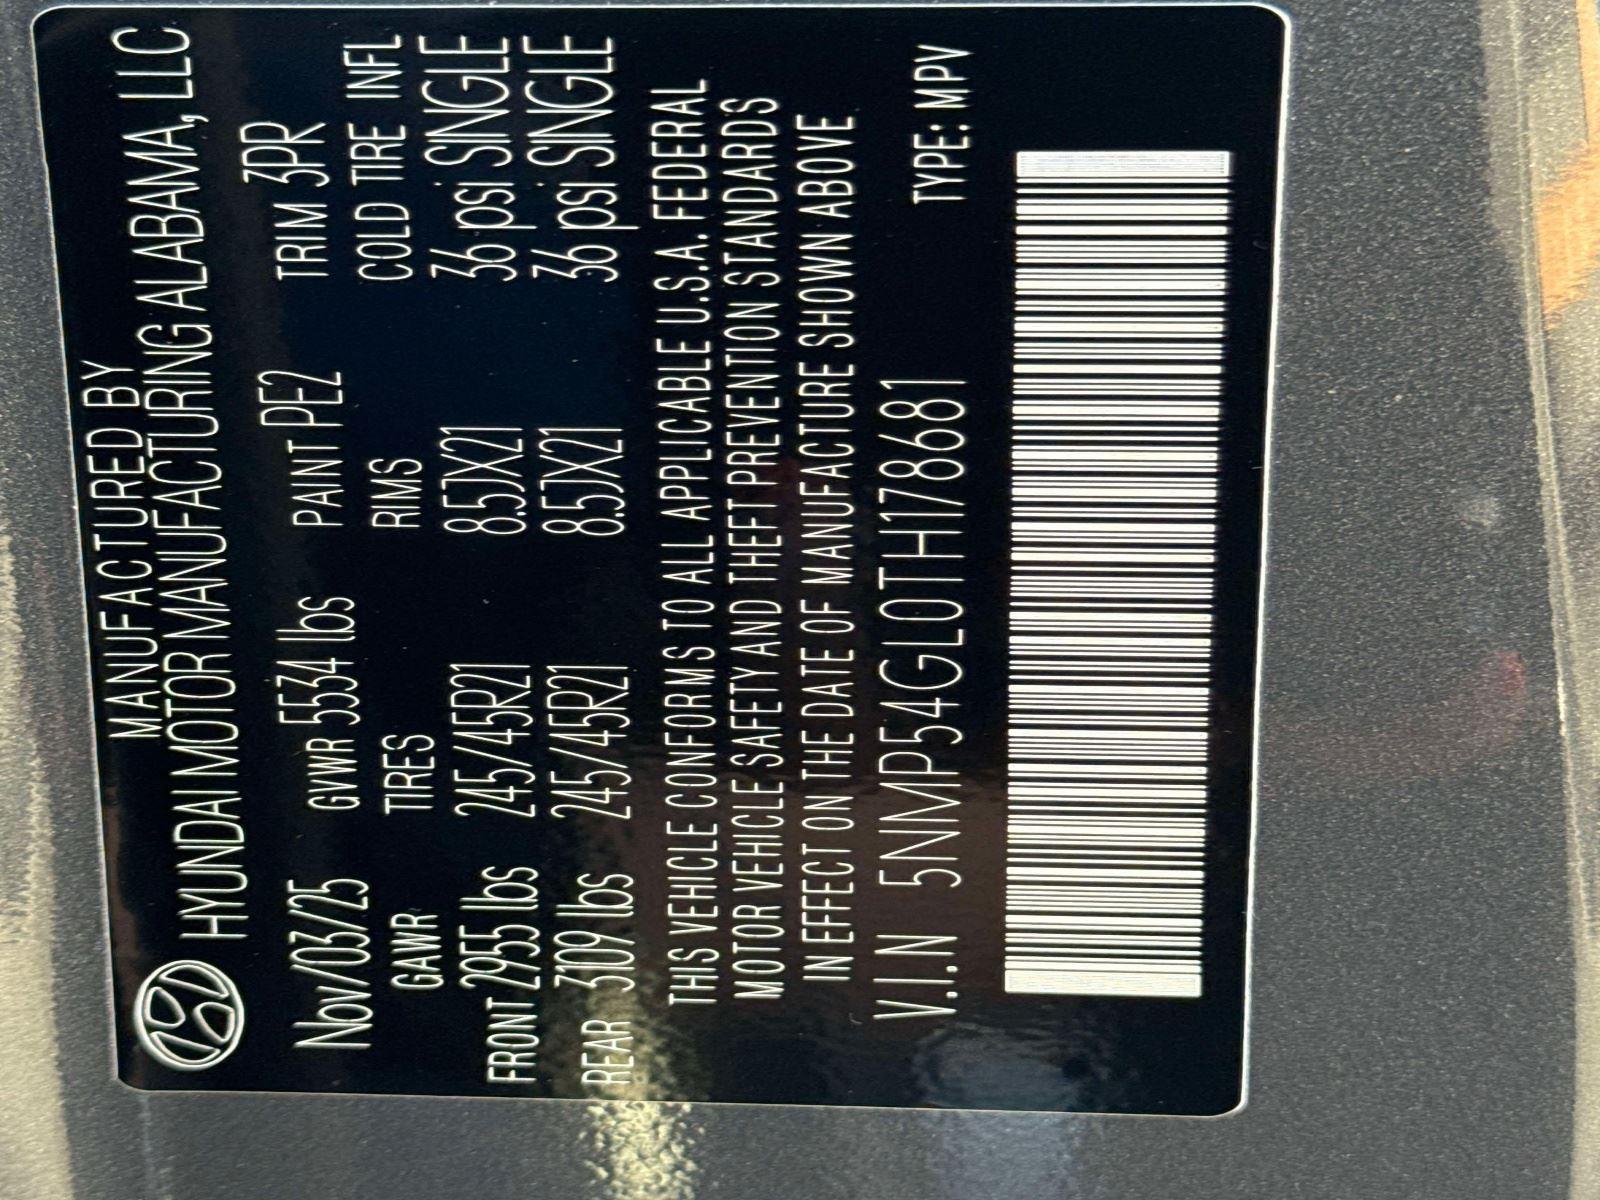 MANUFACTURED BY
HYUNDAI MOTOR MANUFACTURING ALABAMA, LLC
Nov/03/25 GVWR 5534 lbs PAINT PE2 TRIM 3PR
GAWR TIRES RIMS COLD TIRE INFL
FRONT 2955 lbs 245/45R21 8.5JX21 36 psi SINGLE
REAR 3109 lbs 245/45R21 8.5JX21 36 psi SINGLE
THIS VEHICLE CONFORMS TO ALL APPLICABLE U.S.A. FEDERAL
MOTOR VEHICLE SAFETY AND THEFT PREVENTION STANDARDS
IN EFFECT ON THE DATE OF MANUFACTURE SHOWN ABOVE
V.I.N 5NMP54GL0TH178681 TYPE: MPV